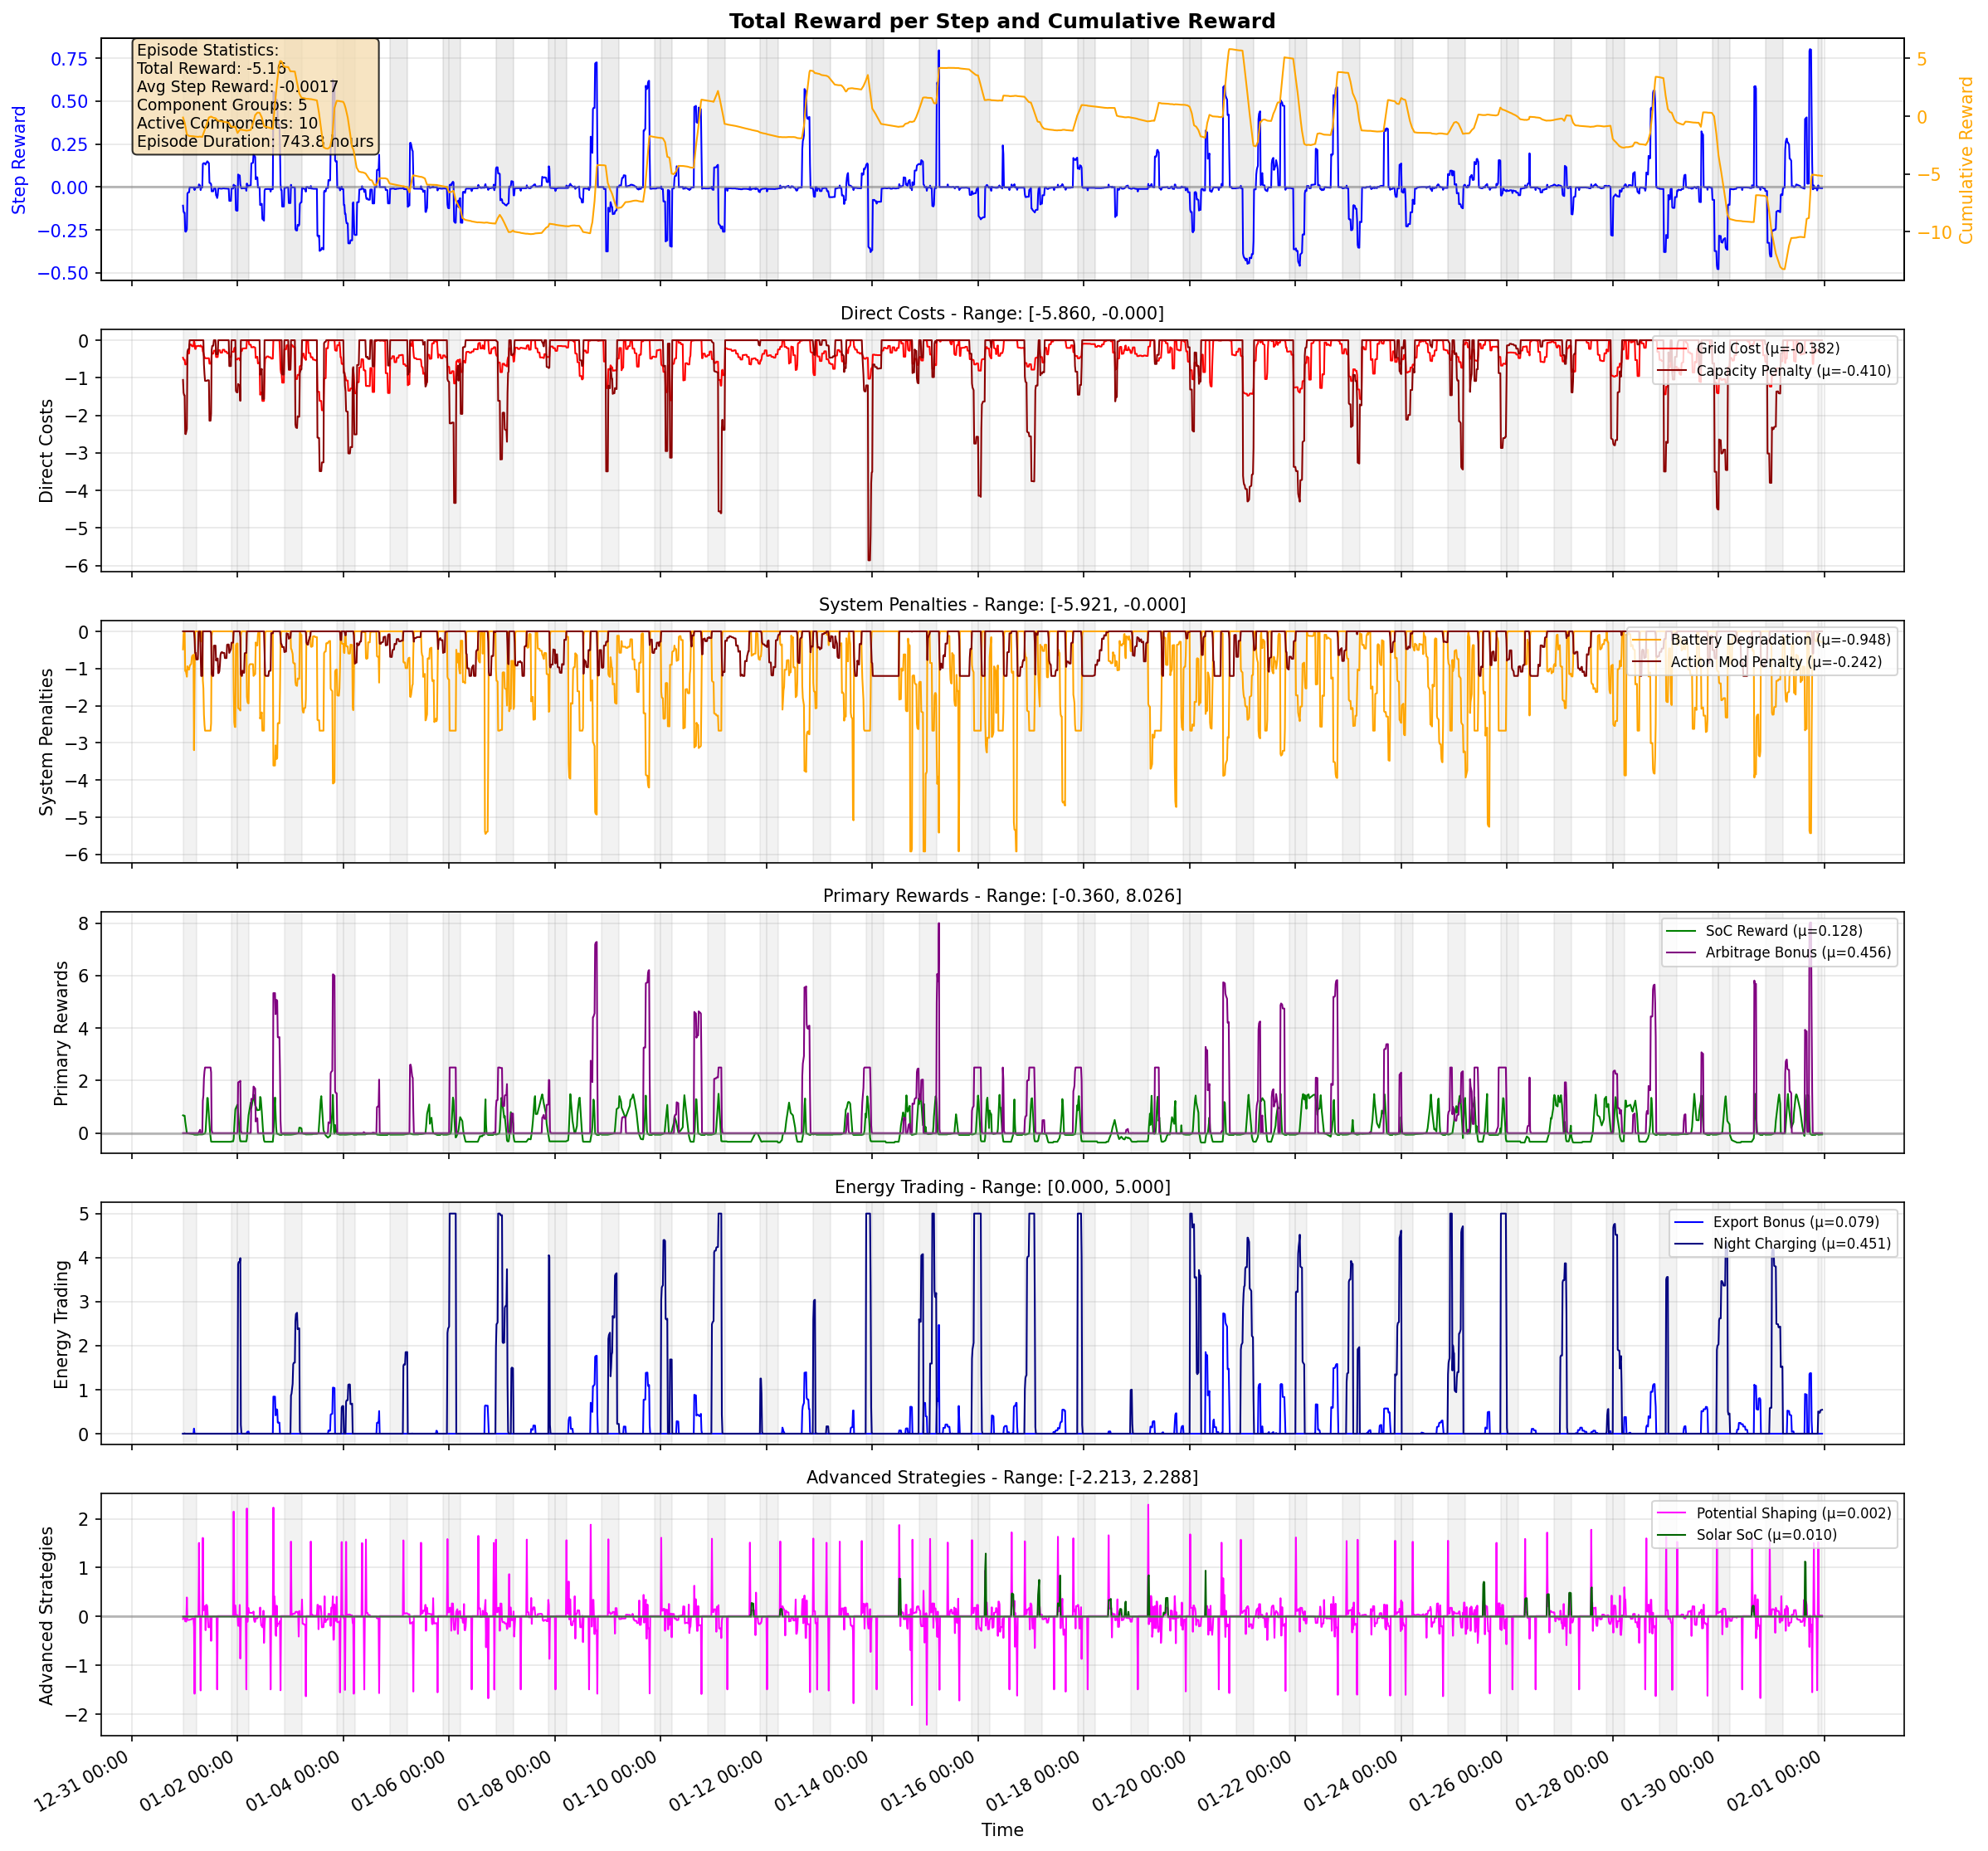 Total Reward per Step and Cumulative Reward
Episode Statistics:
Total Reward: -5.16
Avg Step Reward: -0.0017
Component Groups: 5
Active Components: 10
Episode Duration: 743.8 hours
Step Reward
0.75
0.50
0.25
0.00
−0.25
−0.50
5
0
−5
−10
Cumulative Reward
Direct Costs - Range: [-5.860, -0.000]
Direct Costs
0
−1
−2
−3
−4
−5
−6
Grid Cost (μ=-0.382)
Capacity Penalty (μ=-0.410)
System Penalties - Range: [-5.921, -0.000]
System Penalties
0
−1
−2
−3
−4
−5
−6
Battery Degradation (μ=-0.948)
Action Mod Penalty (μ=-0.242)
Primary Rewards - Range: [-0.360, 8.026]
Primary Rewards
8
6
4
2
0
SoC Reward (μ=0.128)
Arbitrage Bonus (μ=0.456)
Energy Trading - Range: [0.000, 5.000]
Energy Trading
5
4
3
2
1
0
Export Bonus (μ=0.079)
Night Charging (μ=0.451)
Advanced Strategies - Range: [-2.213, 2.288]
Advanced Strategies
2
1
0
−1
−2
Potential Shaping (μ=0.002)
Solar SoC (μ=0.010)
12-31 00:00
01-02 00:00
01-04 00:00
01-06 00:00
01-08 00:00
01-10 00:00
01-12 00:00
01-14 00:00
01-16 00:00
01-18 00:00
01-20 00:00
01-22 00:00
01-24 00:00
01-26 00:00
01-28 00:00
01-30 00:00
02-01 00:00
Time